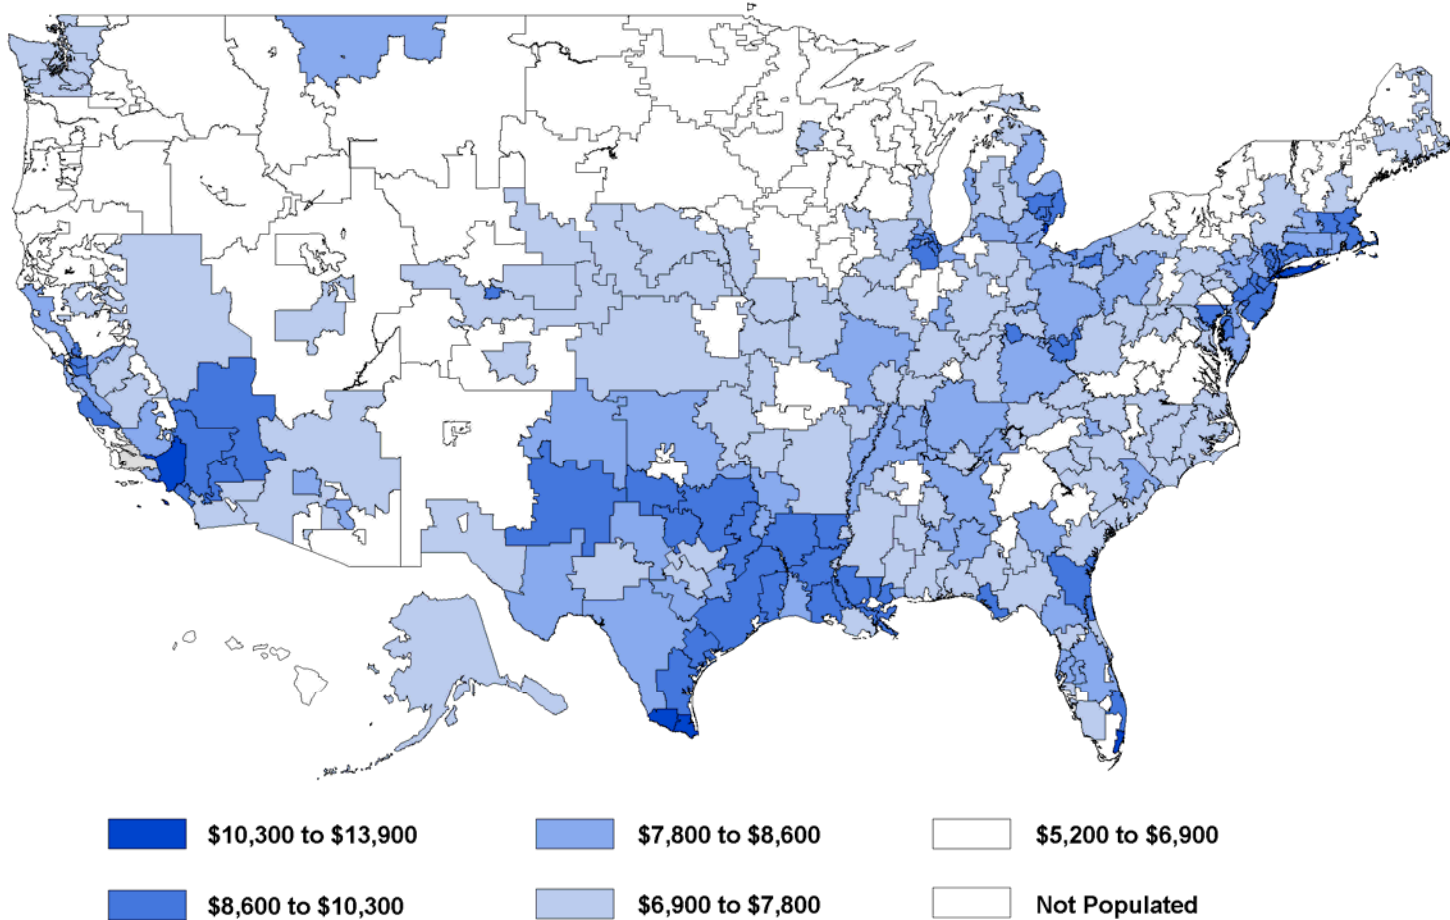 $10,300 to $13,900
$7,800 to $8,600
$5,200 to $6,900
$8,600 to $10,300
$6,900 to $7,800
Not Populated